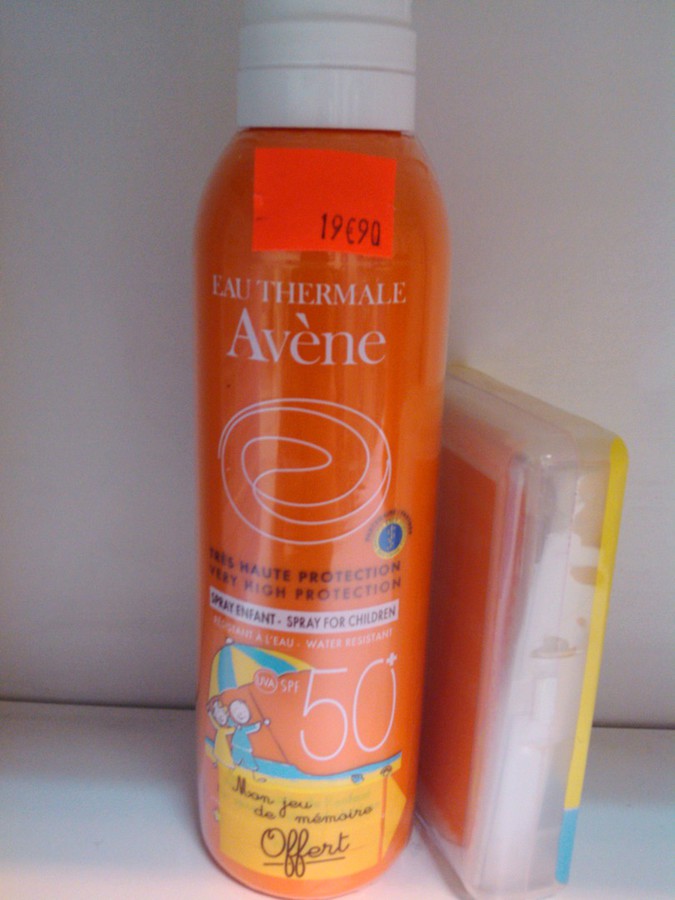 19€90
EAU THERMALE
Avène
TRÈS HAUTE PROTECTION
VERY HIGH PROTECTION
SPRAY ENFANT - SPRAY FOR CHILDREN
RÉSISTANT À L'EAU - WATER RESISTANT
UVA SPF 50+
Mon jeu
de mémoire
Offert